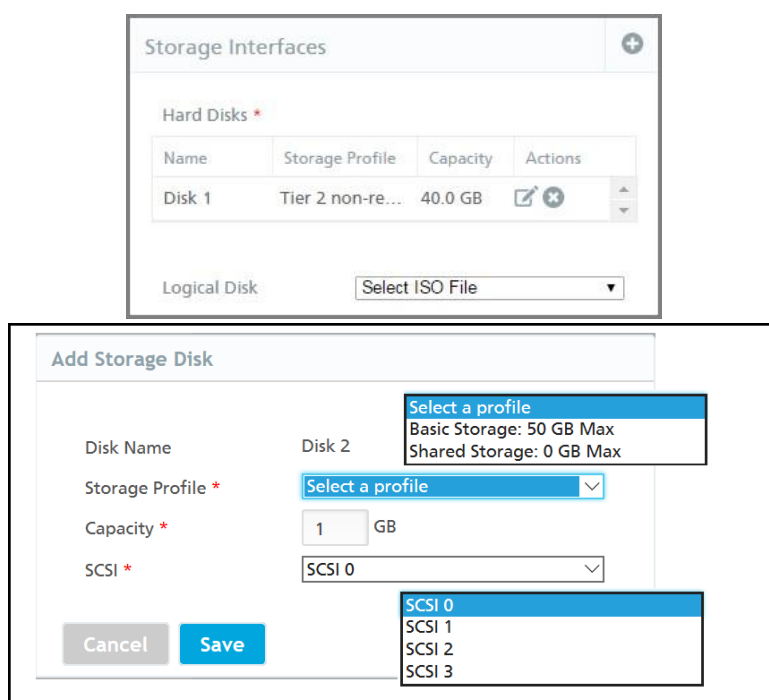 Storage Interfaces
Hard Disks *
Name Storage Profile Capacity Actions
Disk 1 Tier 2 non-re... 40.0 GB
Logical Disk Select ISO File
Add Storage Disk
Select a profile
Basic Storage: 50 GB Max
Shared Storage: 0 GB Max
Disk Name Disk 2
Storage Profile * Select a profile
Capacity * 1 GB
SCSI * SCSI 0
SCSI 0
SCSI 1
SCSI 2
SCSI 3
Cancel Save